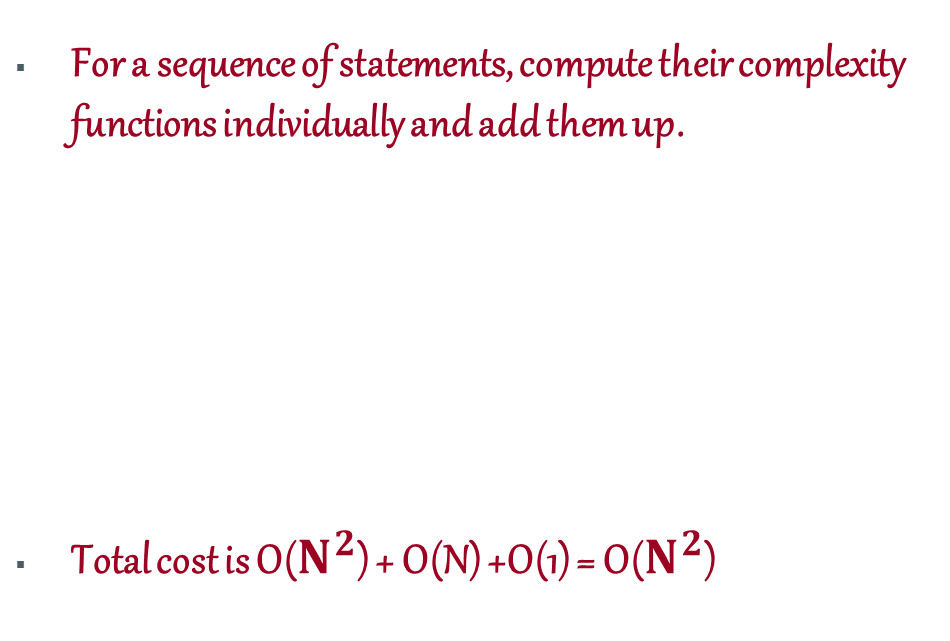 ▪ For a sequence of statements, compute their complexity
functions individually and add them up.
▪ Total cost is O(N²) + O(N) +O(1) = O(N²)